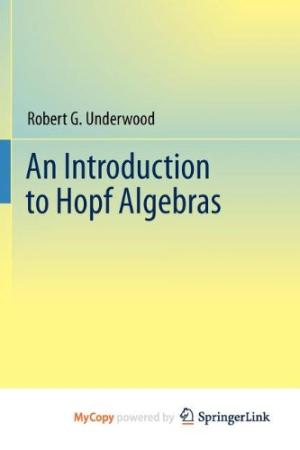 Robert G. Underwood
An Introduction
to Hopf Algebras
MyCopy powered by SpringerLink